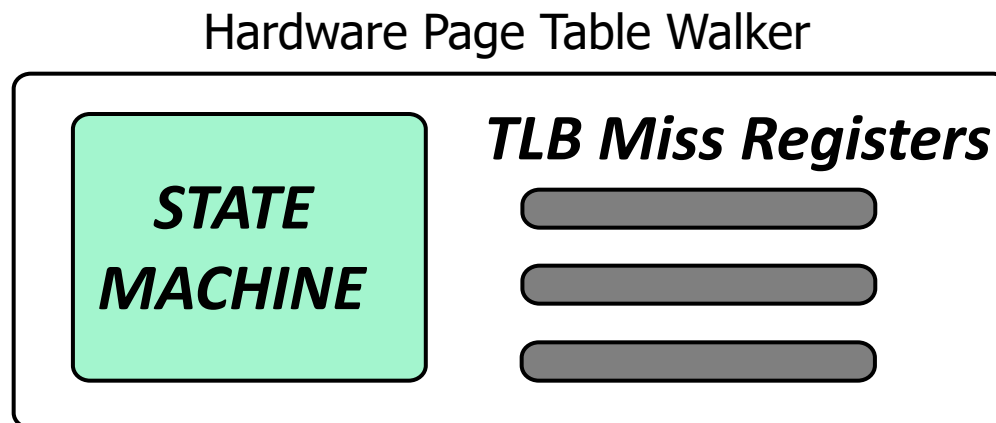 Hardware Page Table Walker
TLB Miss Registers
STATE
MACHINE